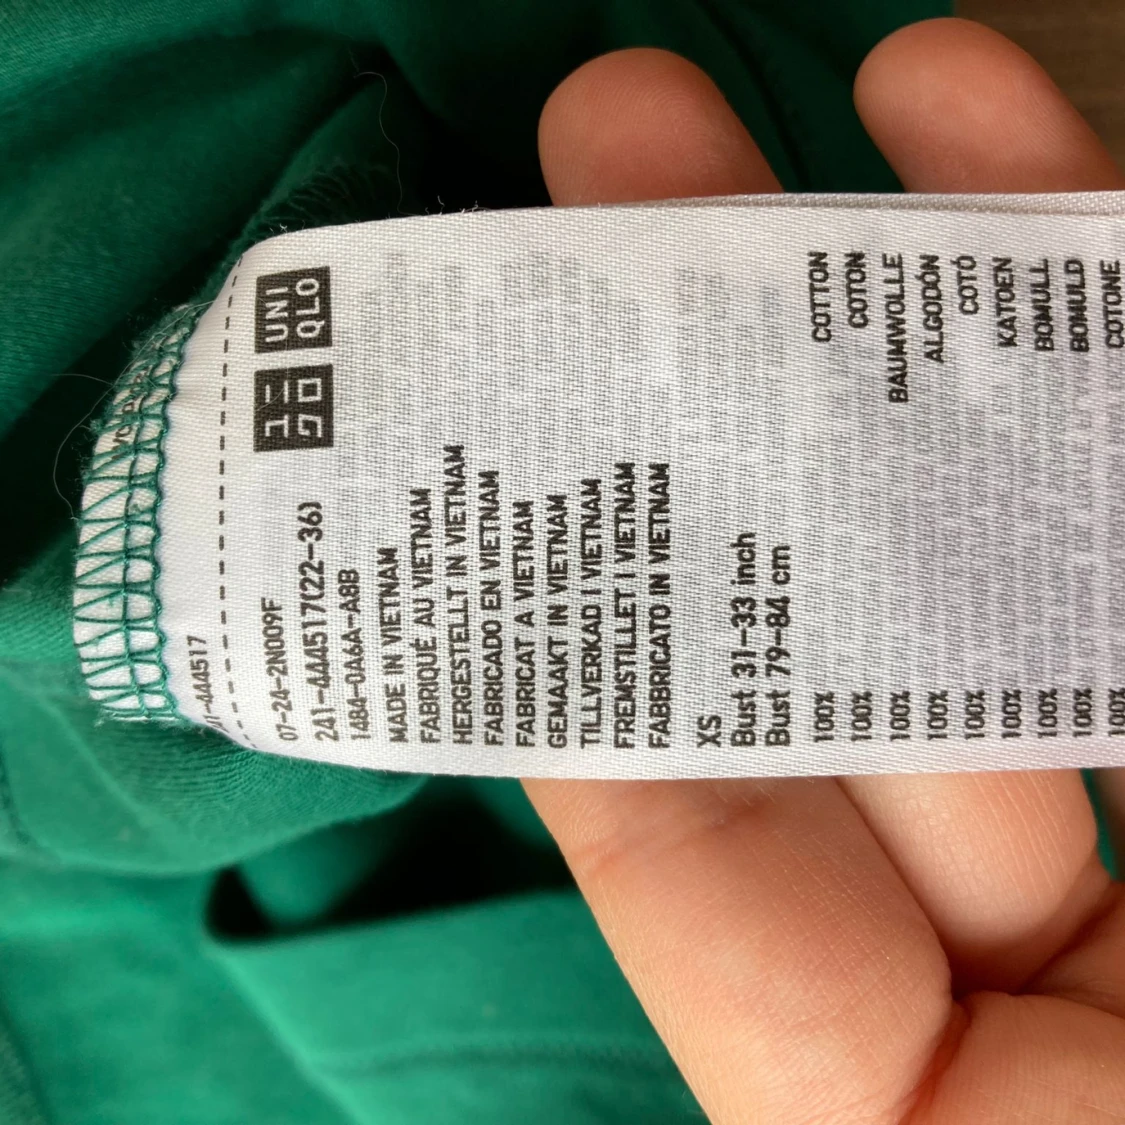 -444517
UNI
QLO
ユニ
クロ
07-24-2N009F
241-444517(22-36)
1484-0A6A-A8B
MADE IN VIETNAM
FABRIQUÉ AU VIETNAM
HERGESTELLT IN VIETNAM
FABRICADO EN VIETNAM
FABRICAT A VIETNAM
GEMAAKT IN VIETNAM
TILLVERKAD I VIETNAM
FREMSTILLET I VIETNAM
FABBRICATO IN VIETNAM
XS
Bust 31-33 inch
Bust 79-84 cm
100% COTTON
100% COTON
100% BAUMWOLLE
100% ALGODÓN
100% COTÓ
100% KATOEN
100% BOMULL
100% BOMULD
100% COTONE